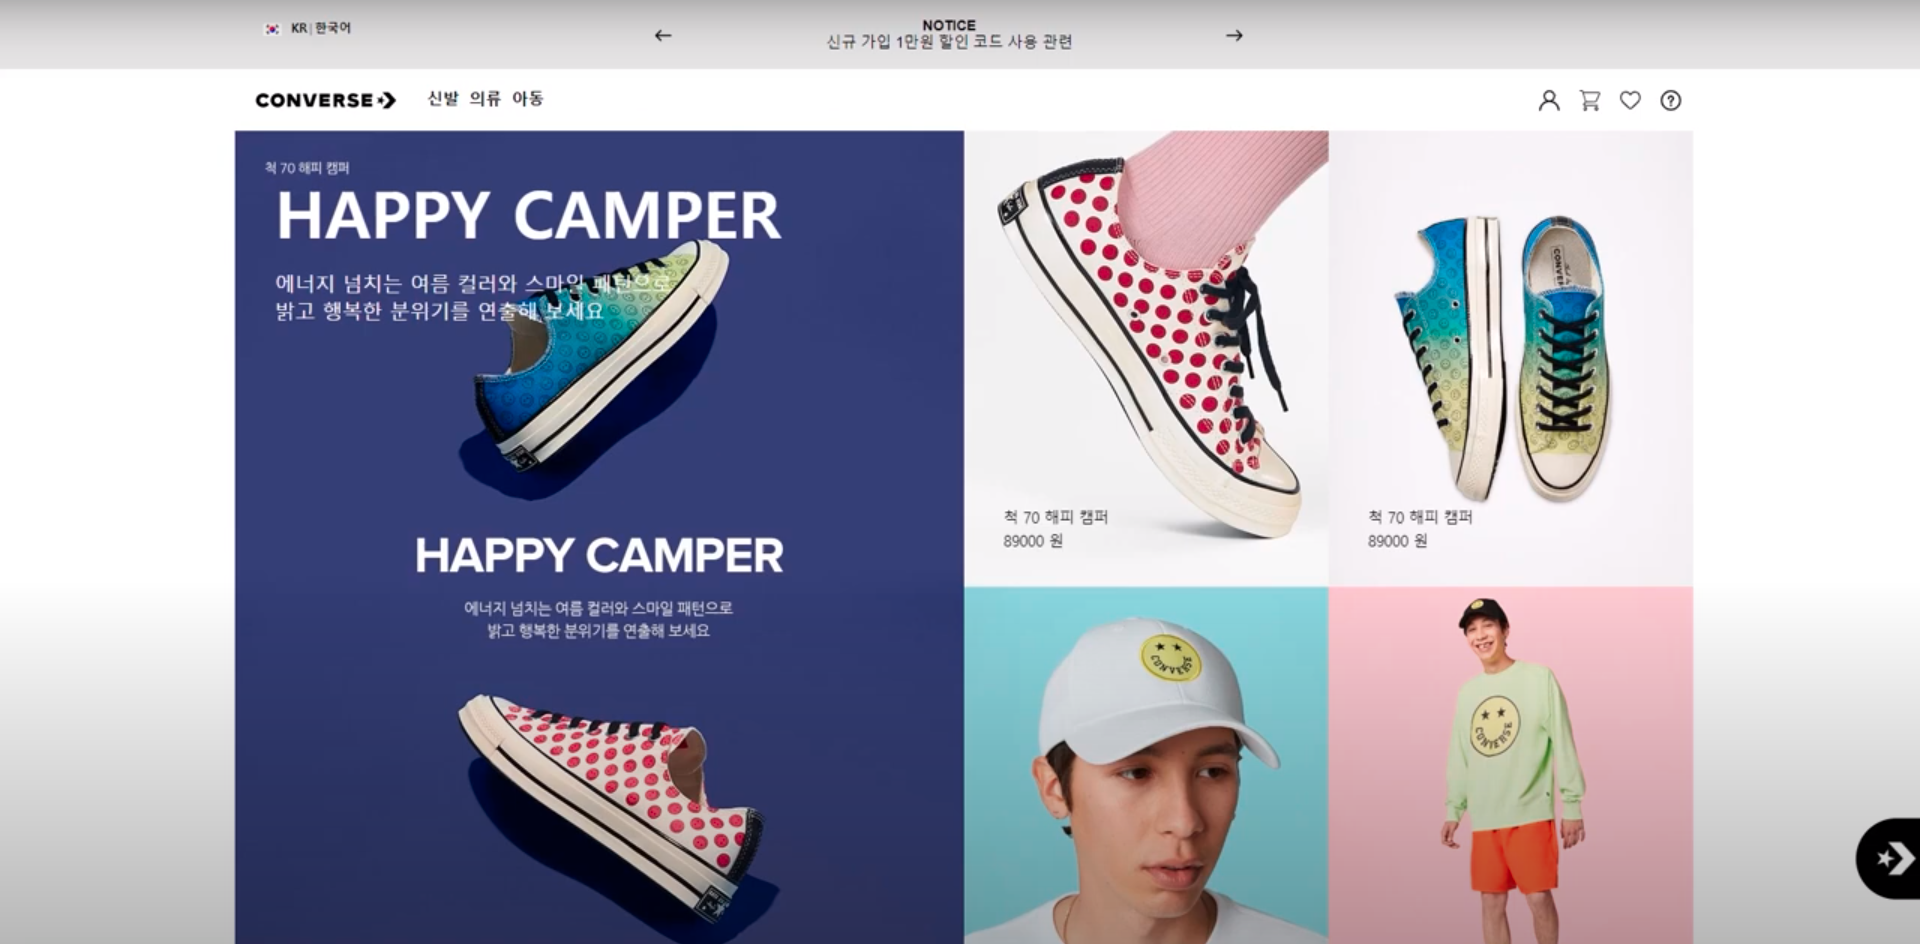 KR | 한국어
NOTICE
신규 가입 1만원 할인 코드 사용 관련
CONVERSE
신발 의류 아동
척 70 해피 캠퍼
HAPPY CAMPER
에너지 넘치는 여름 컬러와 스마일 패턴으로
밝고 행복한 분위기를 연출해 보세요
HAPPY CAMPER
에너지 넘치는 여름 컬러와 스마일 패턴으로
밝고 행복한 분위기를 연출해 보세요
척 70 해피 캠퍼
89000 원
척 70 해피 캠퍼
89000 원
CONVERSE
CONVERSE